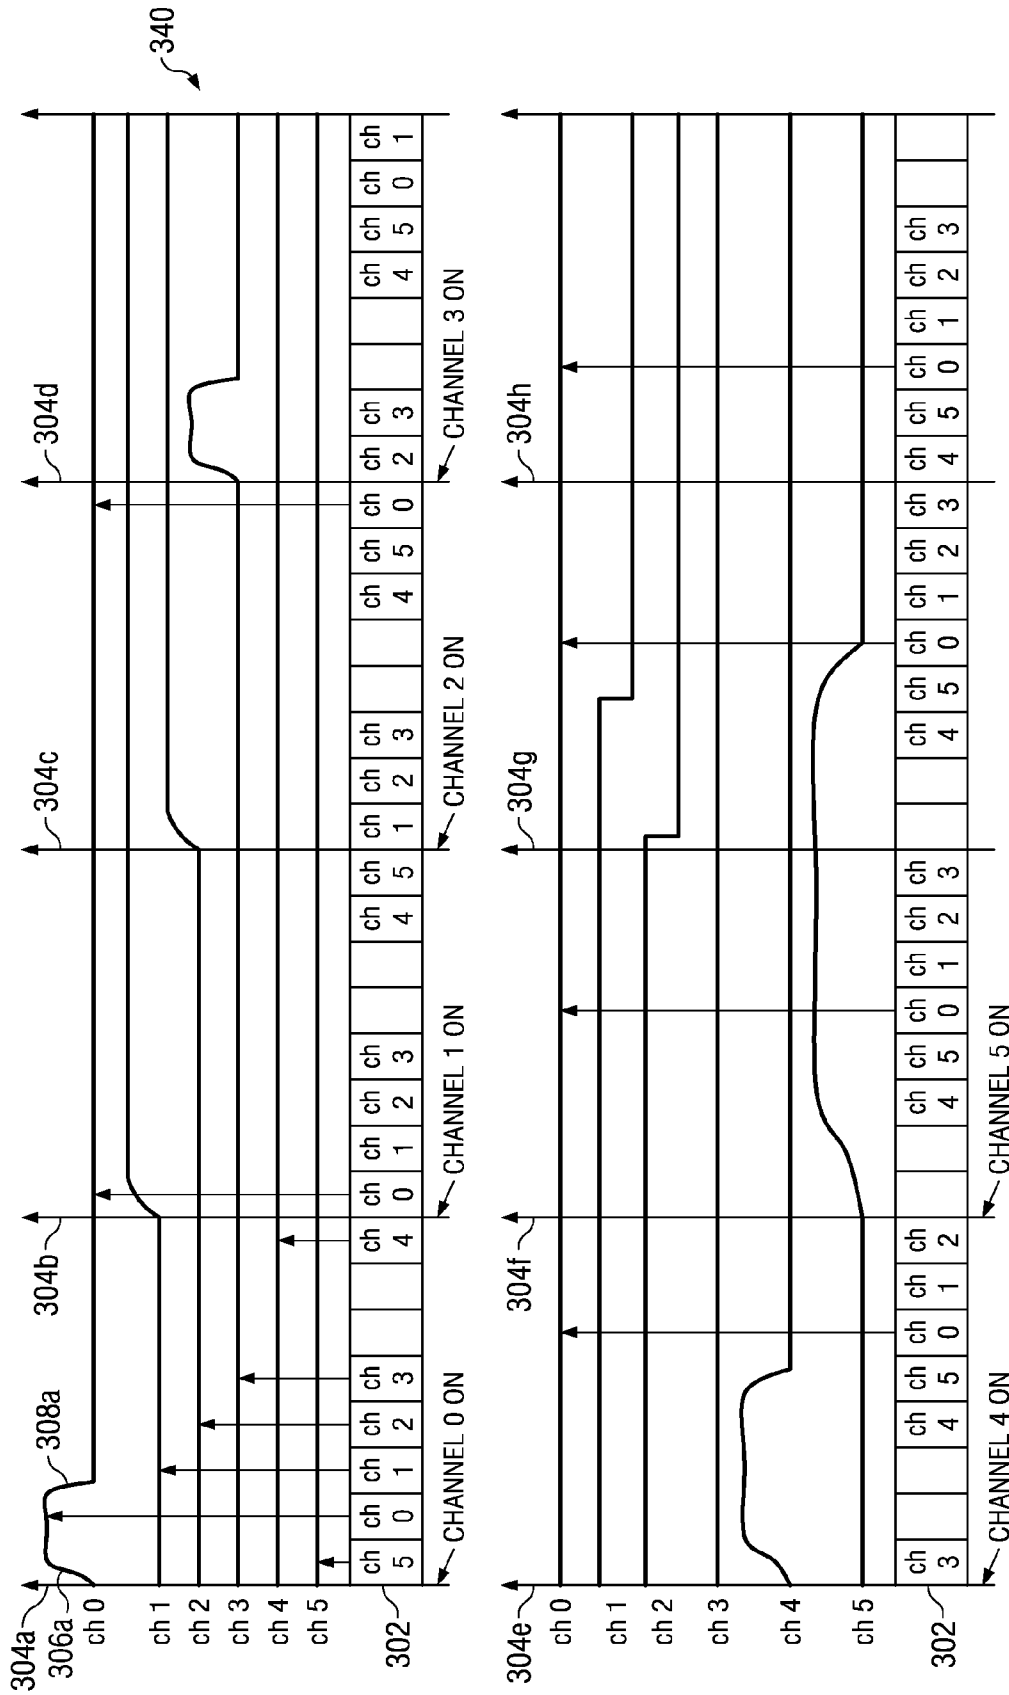 340
304a
306a
308a
304b
304c
304d
ch 0
ch 1
ch 2
ch 3
ch 4
ch 5
302
ch ch ch ch ch ch ch ch ch ch ch ch ch ch ch ch ch ch ch ch ch ch ch ch ch
5 0 1 2 3 4 0 1 2 3 4 5 1 2 3 4 5 0 2 3 4 5 0 1
CHANNEL 0 ON
CHANNEL 1 ON
CHANNEL 2 ON
CHANNEL 3 ON
304e
304f
304g
304h
ch 0
ch 1
ch 2
ch 3
ch 4
ch 5
302
ch ch ch ch ch ch ch ch ch ch ch ch ch ch ch ch ch ch ch ch ch ch ch ch
3 4 5 0 1 2 4 5 0 1 2 3 4 5 0 1 2 3 4 5 0 1 2 3
CHANNEL 4 ON
CHANNEL 5 ON